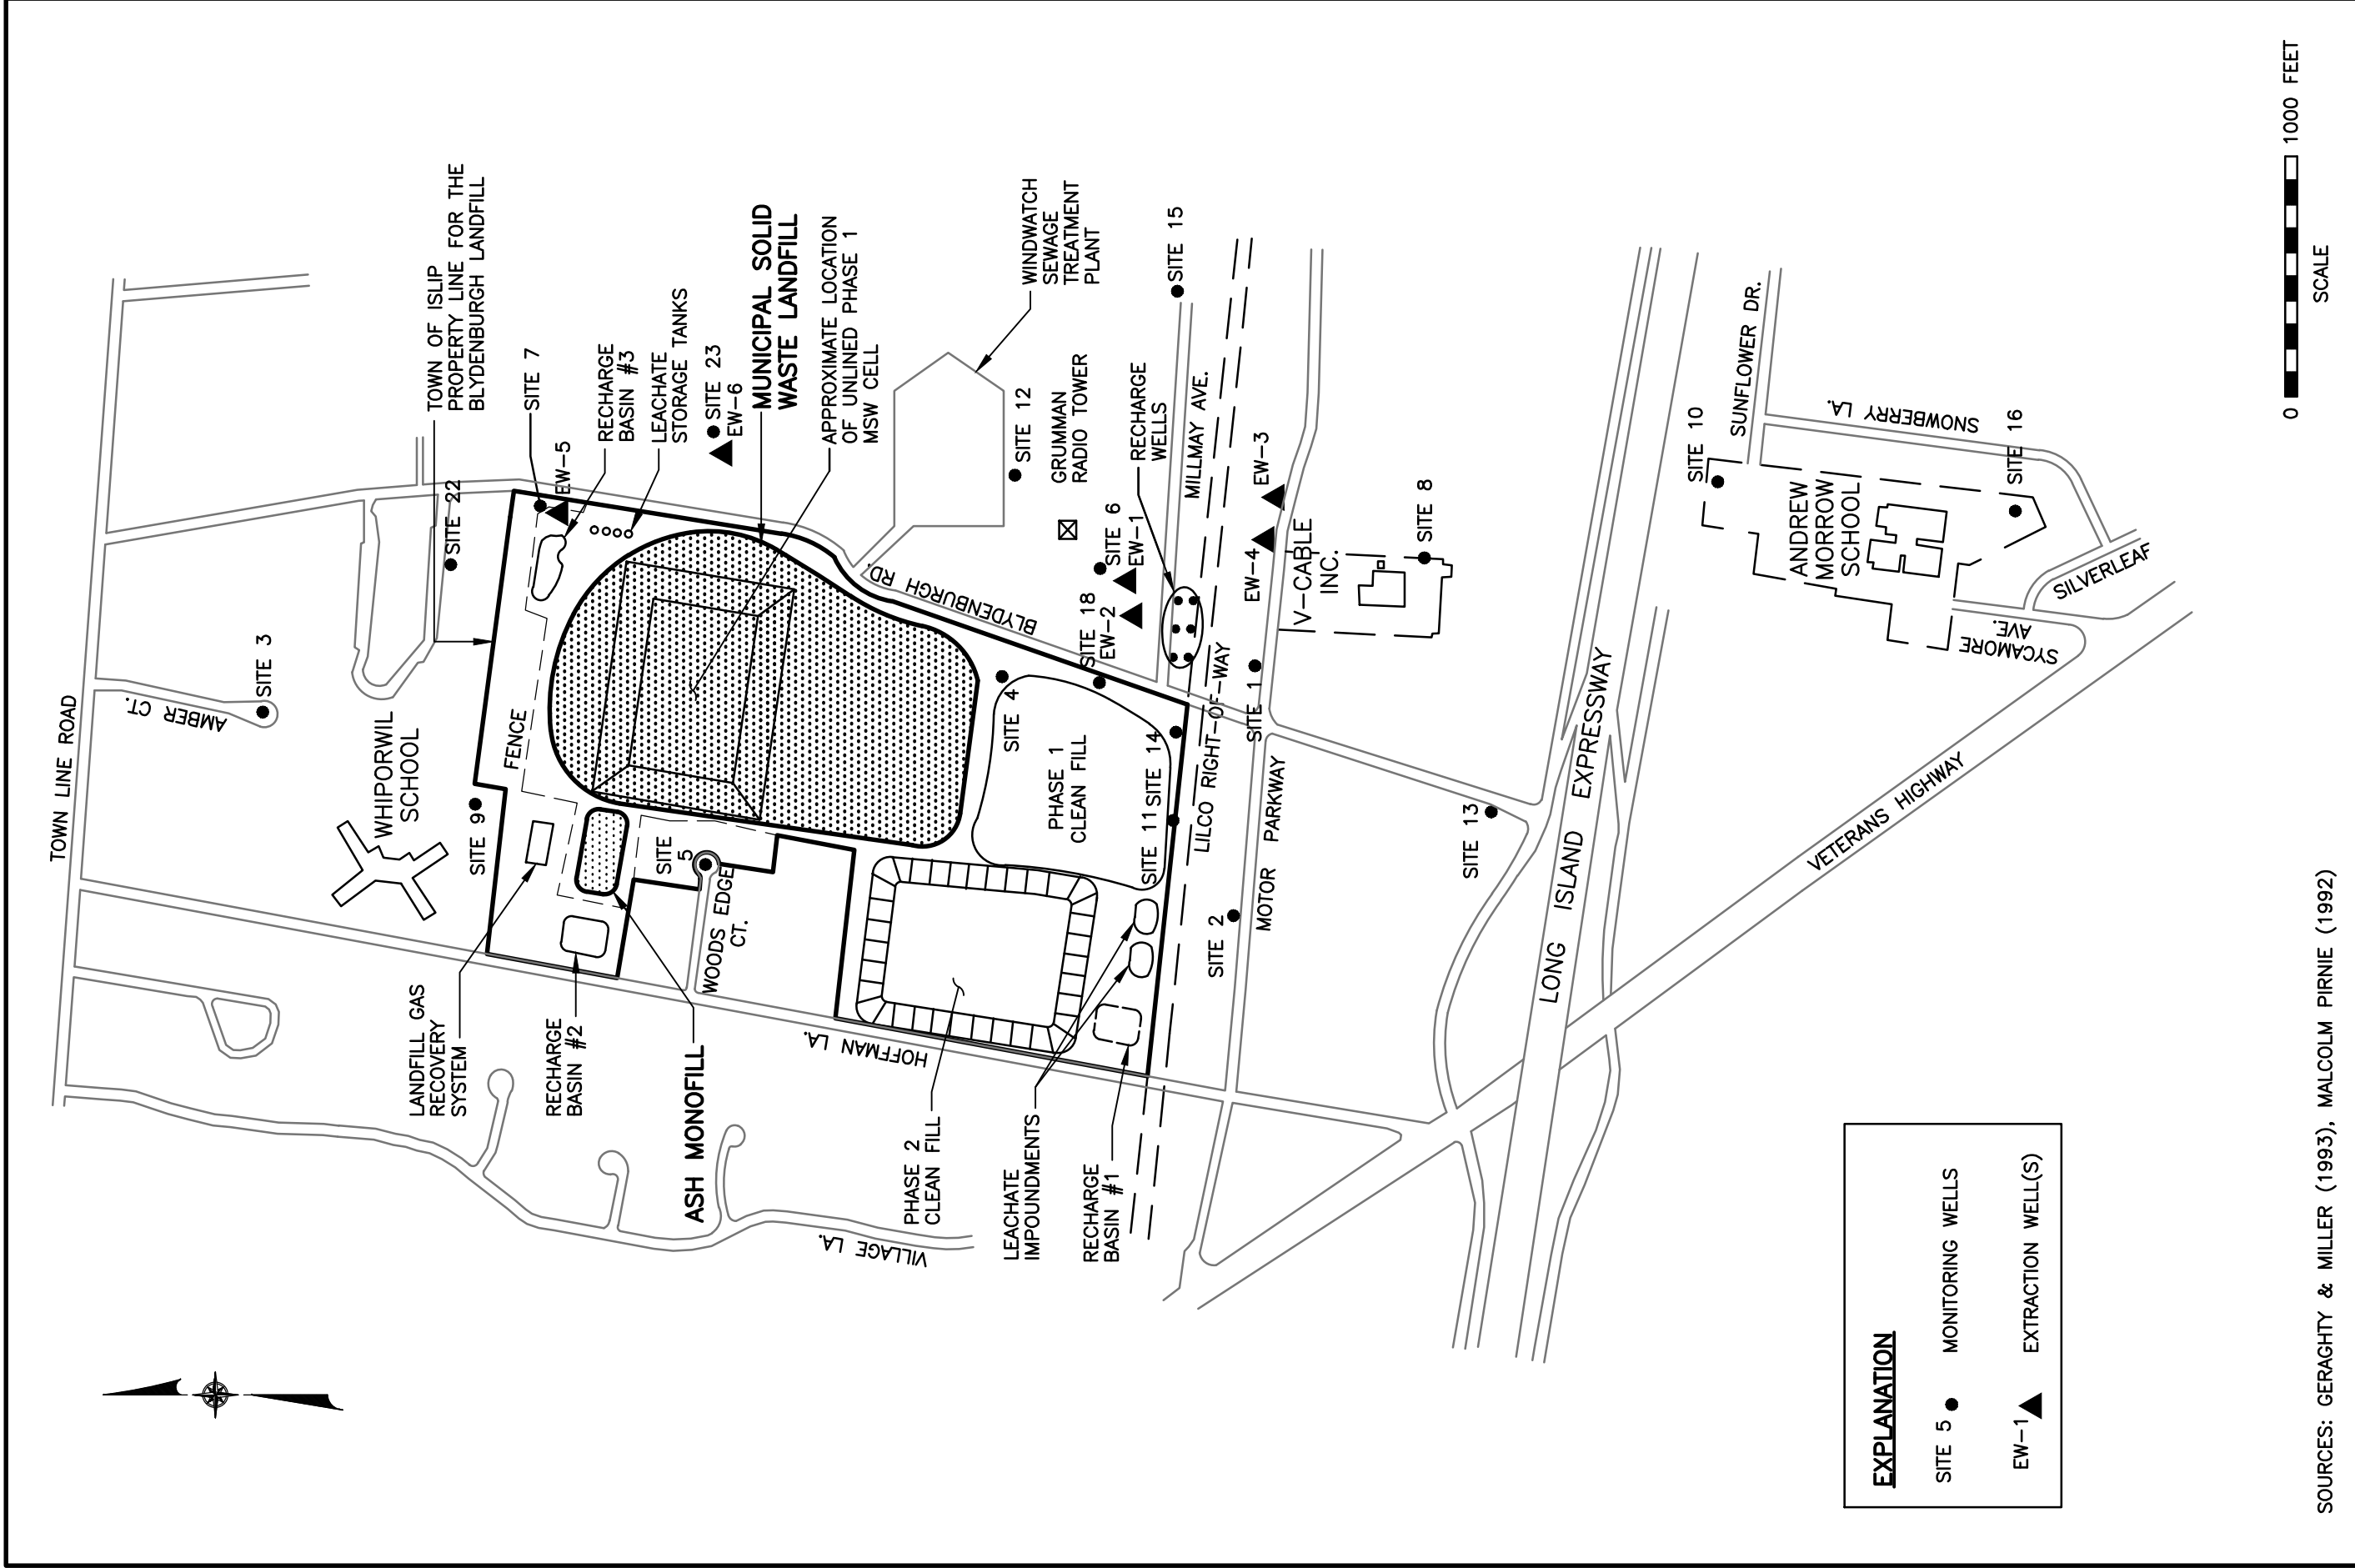 TOWN LINE ROAD
AMBER CT.
SITE 3
WHIPORWIL
SCHOOL
SITE 22
TOWN OF ISLIP
PROPERTY LINE FOR THE
BLYDENBURGH LANDFILL
SITE 9
FENCE
SITE 7
EW-5
RECHARGE
BASIN #3
LEACHATE
STORAGE TANKS
SITE 23
EW-6
MUNICIPAL SOLID
WASTE LANDFILL
APPROXIMATE LOCATION
OF UNLINED PHASE 1
MSW CELL
LANDFILL GAS
RECOVERY
SYSTEM
RECHARGE
BASIN #2
ASH MONOFILL
SITE
5
WOODS EDGE
CT.
HOFFMAN LA.
VILLAGE LA.
BLYDENBURGH RD.
WINDWATCH
SEWAGE
TREATMENT
PLANT
SITE 12
GRUMMAN
RADIO TOWER
SITE 4
PHASE 1
CLEAN FILL
PHASE 2
CLEAN FILL
SITE 18
EW-2
SITE 6
EW-1
RECHARGE
WELLS
SITE 15
MILLMAY AVE.
LEACHATE
IMPOUNDMENTS
RECHARGE
BASIN #1
SITE 11
SITE 14
LILCO RIGHT-OF-WAY
SITE 2
SITE 1
EW-4
EW-3
MOTOR PARKWAY
V-CABLE
INC.
SITE 8
SITE 13
LONG ISLAND EXPRESSWAY
VETERANS HIGHWAY
SITE 10
SUNFLOWER DR.
ANDREW
MORROW
SCHOOL
SNOWBERRY LA.
SITE 16
SYCAMORE
AVE.
SILVERLEAF
EXPLANATION
SITE 5 MONITORING WELLS
EW-1 EXTRACTION WELL(S)
0 1000 FEET
SCALE
SOURCES: GERAGHTY & MILLER (1993), MALCOLM PIRNIE (1992)